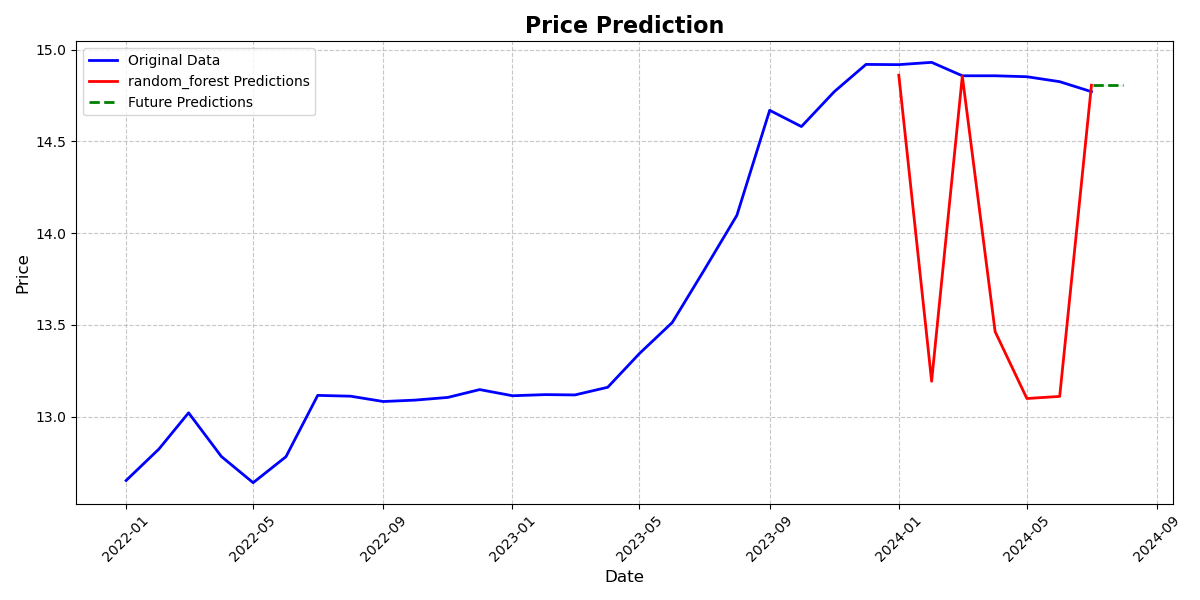 Price Prediction
Original Data
random_forest Predictions
Future Predictions
Price
15.0
14.5
14.0
13.5
13.0
2022-01
2022-05
2022-09
2023-01
2023-05
2023-09
2024-01
2024-05
2024-09
Date